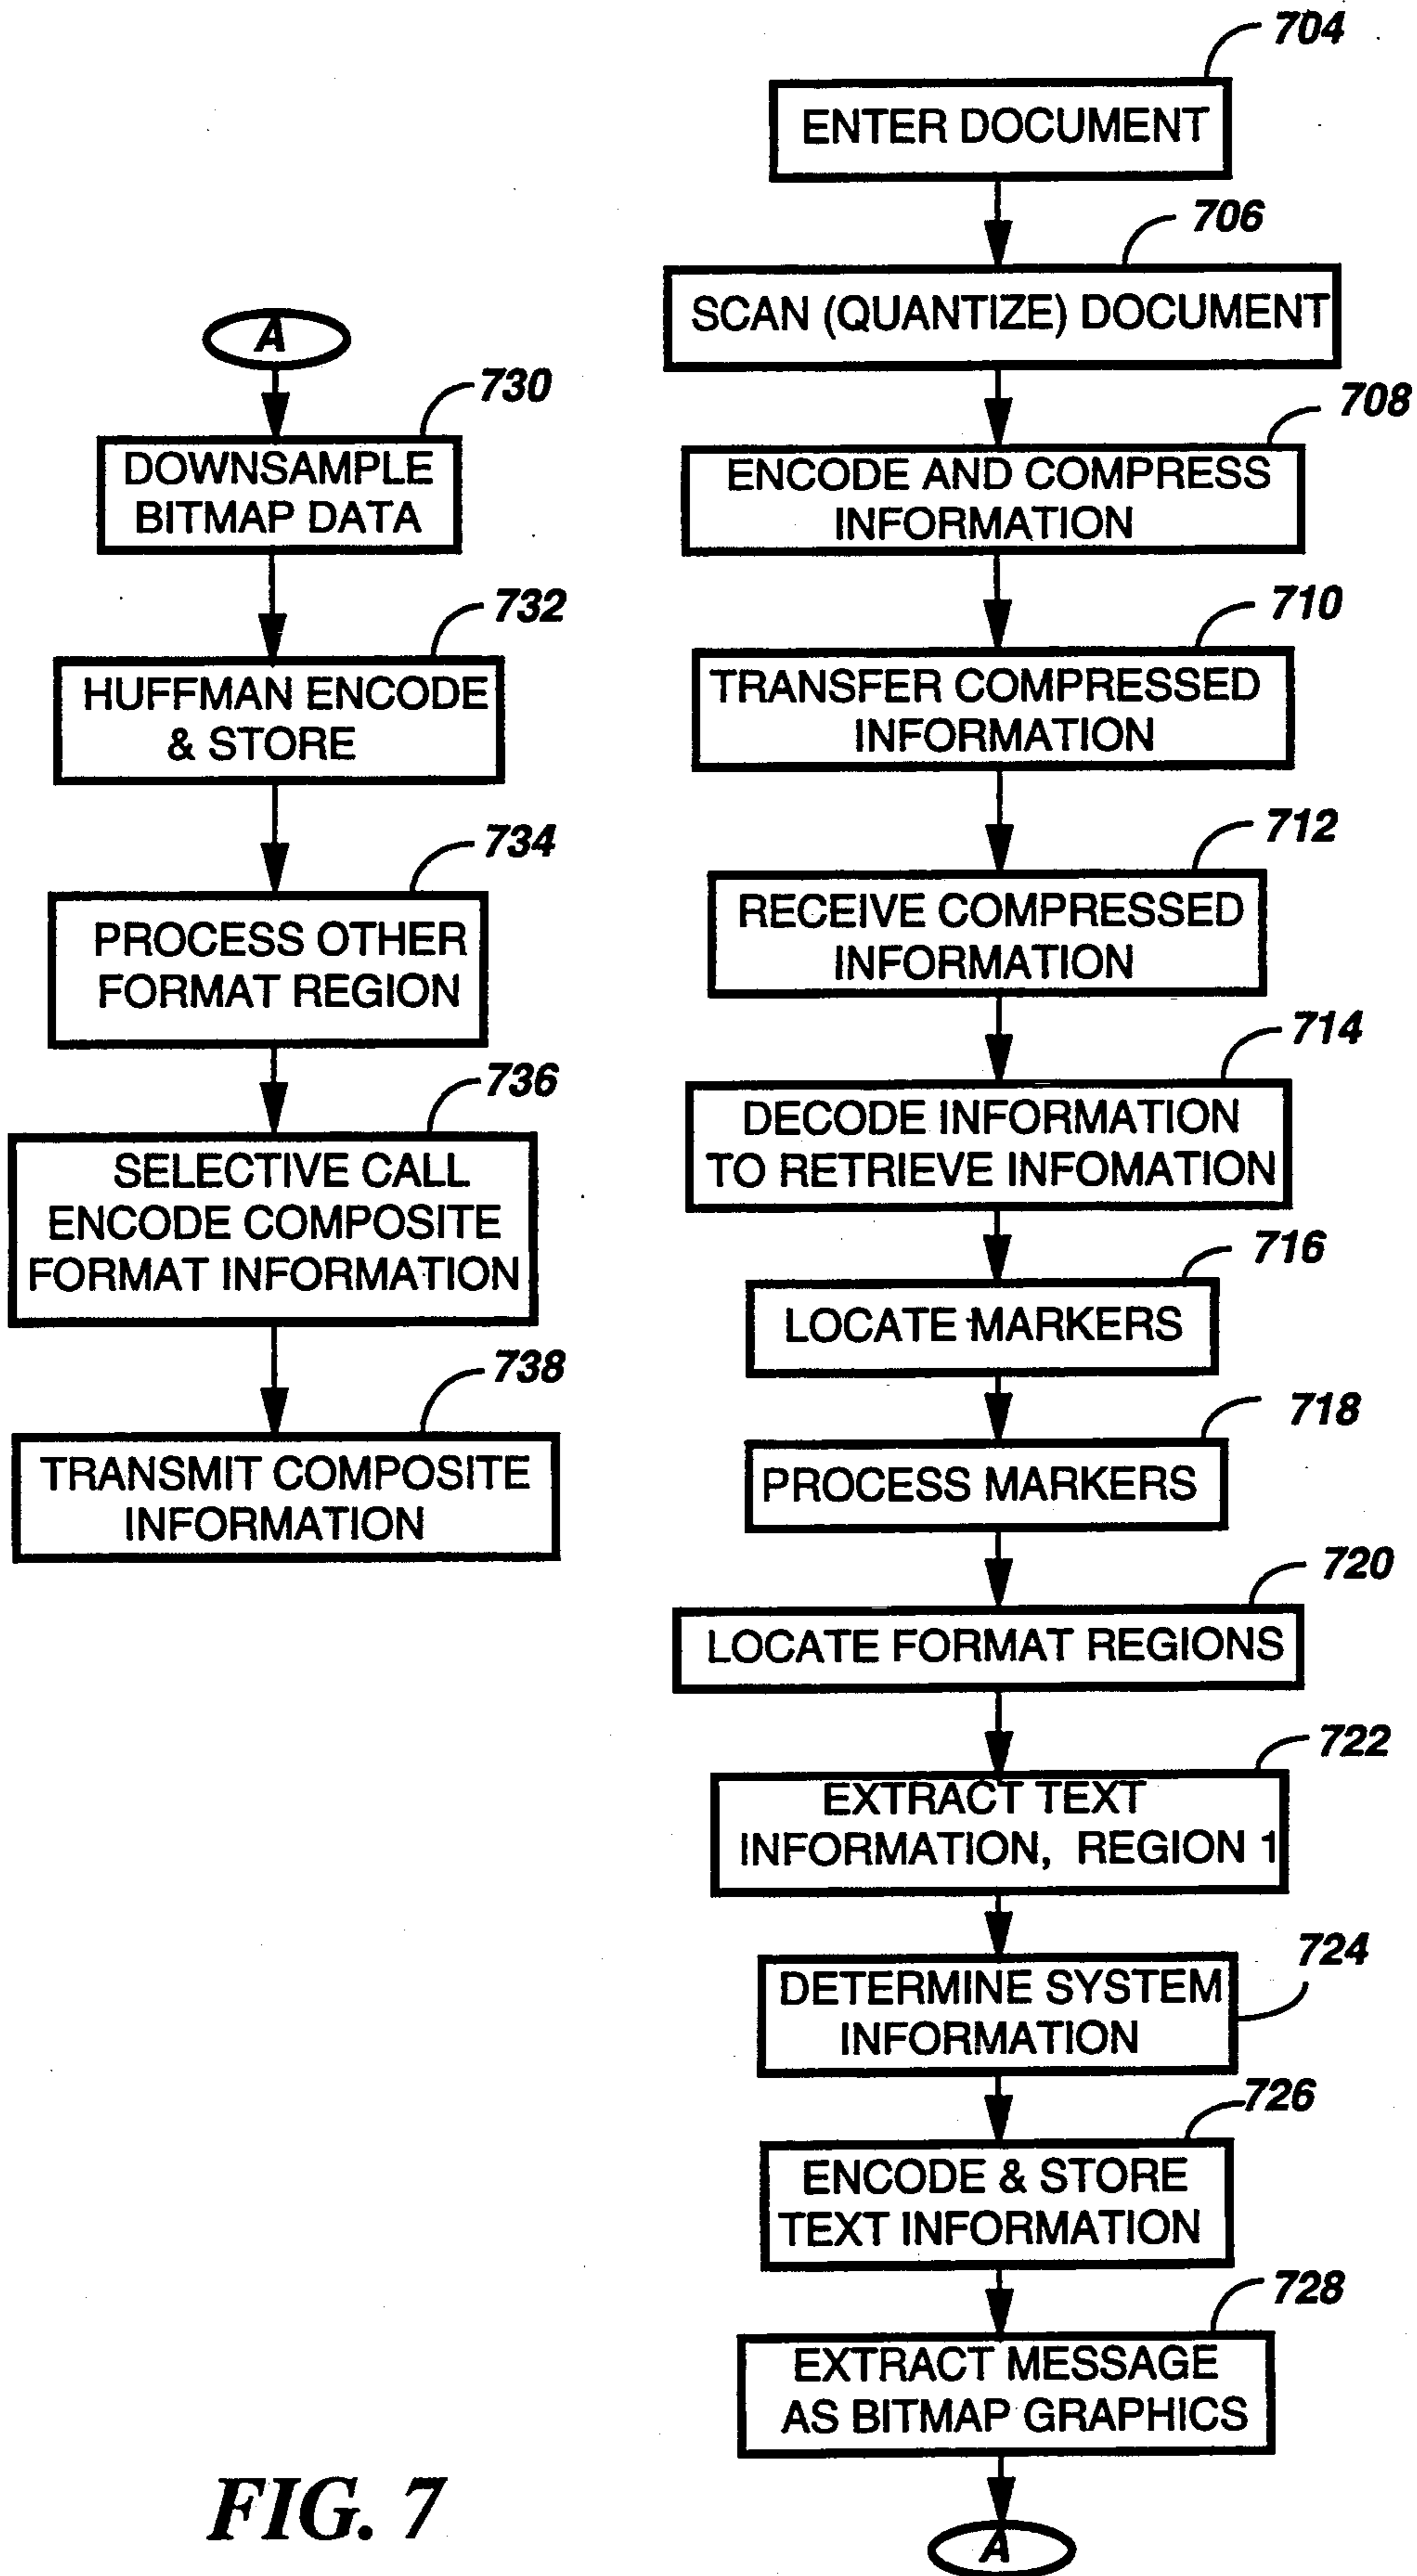 704
ENTER DOCUMENT
706
SCAN (QUANTIZE) DOCUMENT
708
ENCODE AND COMPRESS
INFORMATION
710
TRANSFER COMPRESSED
INFORMATION
712
RECEIVE COMPRESSED
INFORMATION
714
DECODE INFORMATION
TO RETRIEVE INFOMATION
716
LOCATE MARKERS
718
PROCESS MARKERS
720
LOCATE FORMAT REGIONS
722
EXTRACT TEXT
INFORMATION, REGION 1
724
DETERMINE SYSTEM
INFORMATION
726
ENCODE & STORE
TEXT INFORMATION
728
EXTRACT MESSAGE
AS BITMAP GRAPHICS
A
A
730
DOWNSAMPLE
BITMAP DATA
732
HUFFMAN ENCODE
& STORE
734
PROCESS OTHER
FORMAT REGION
736
SELECTIVE CALL
ENCODE COMPOSITE
FORMAT INFORMATION
738
TRANSMIT COMPOSITE
INFORMATION
FIG. 7